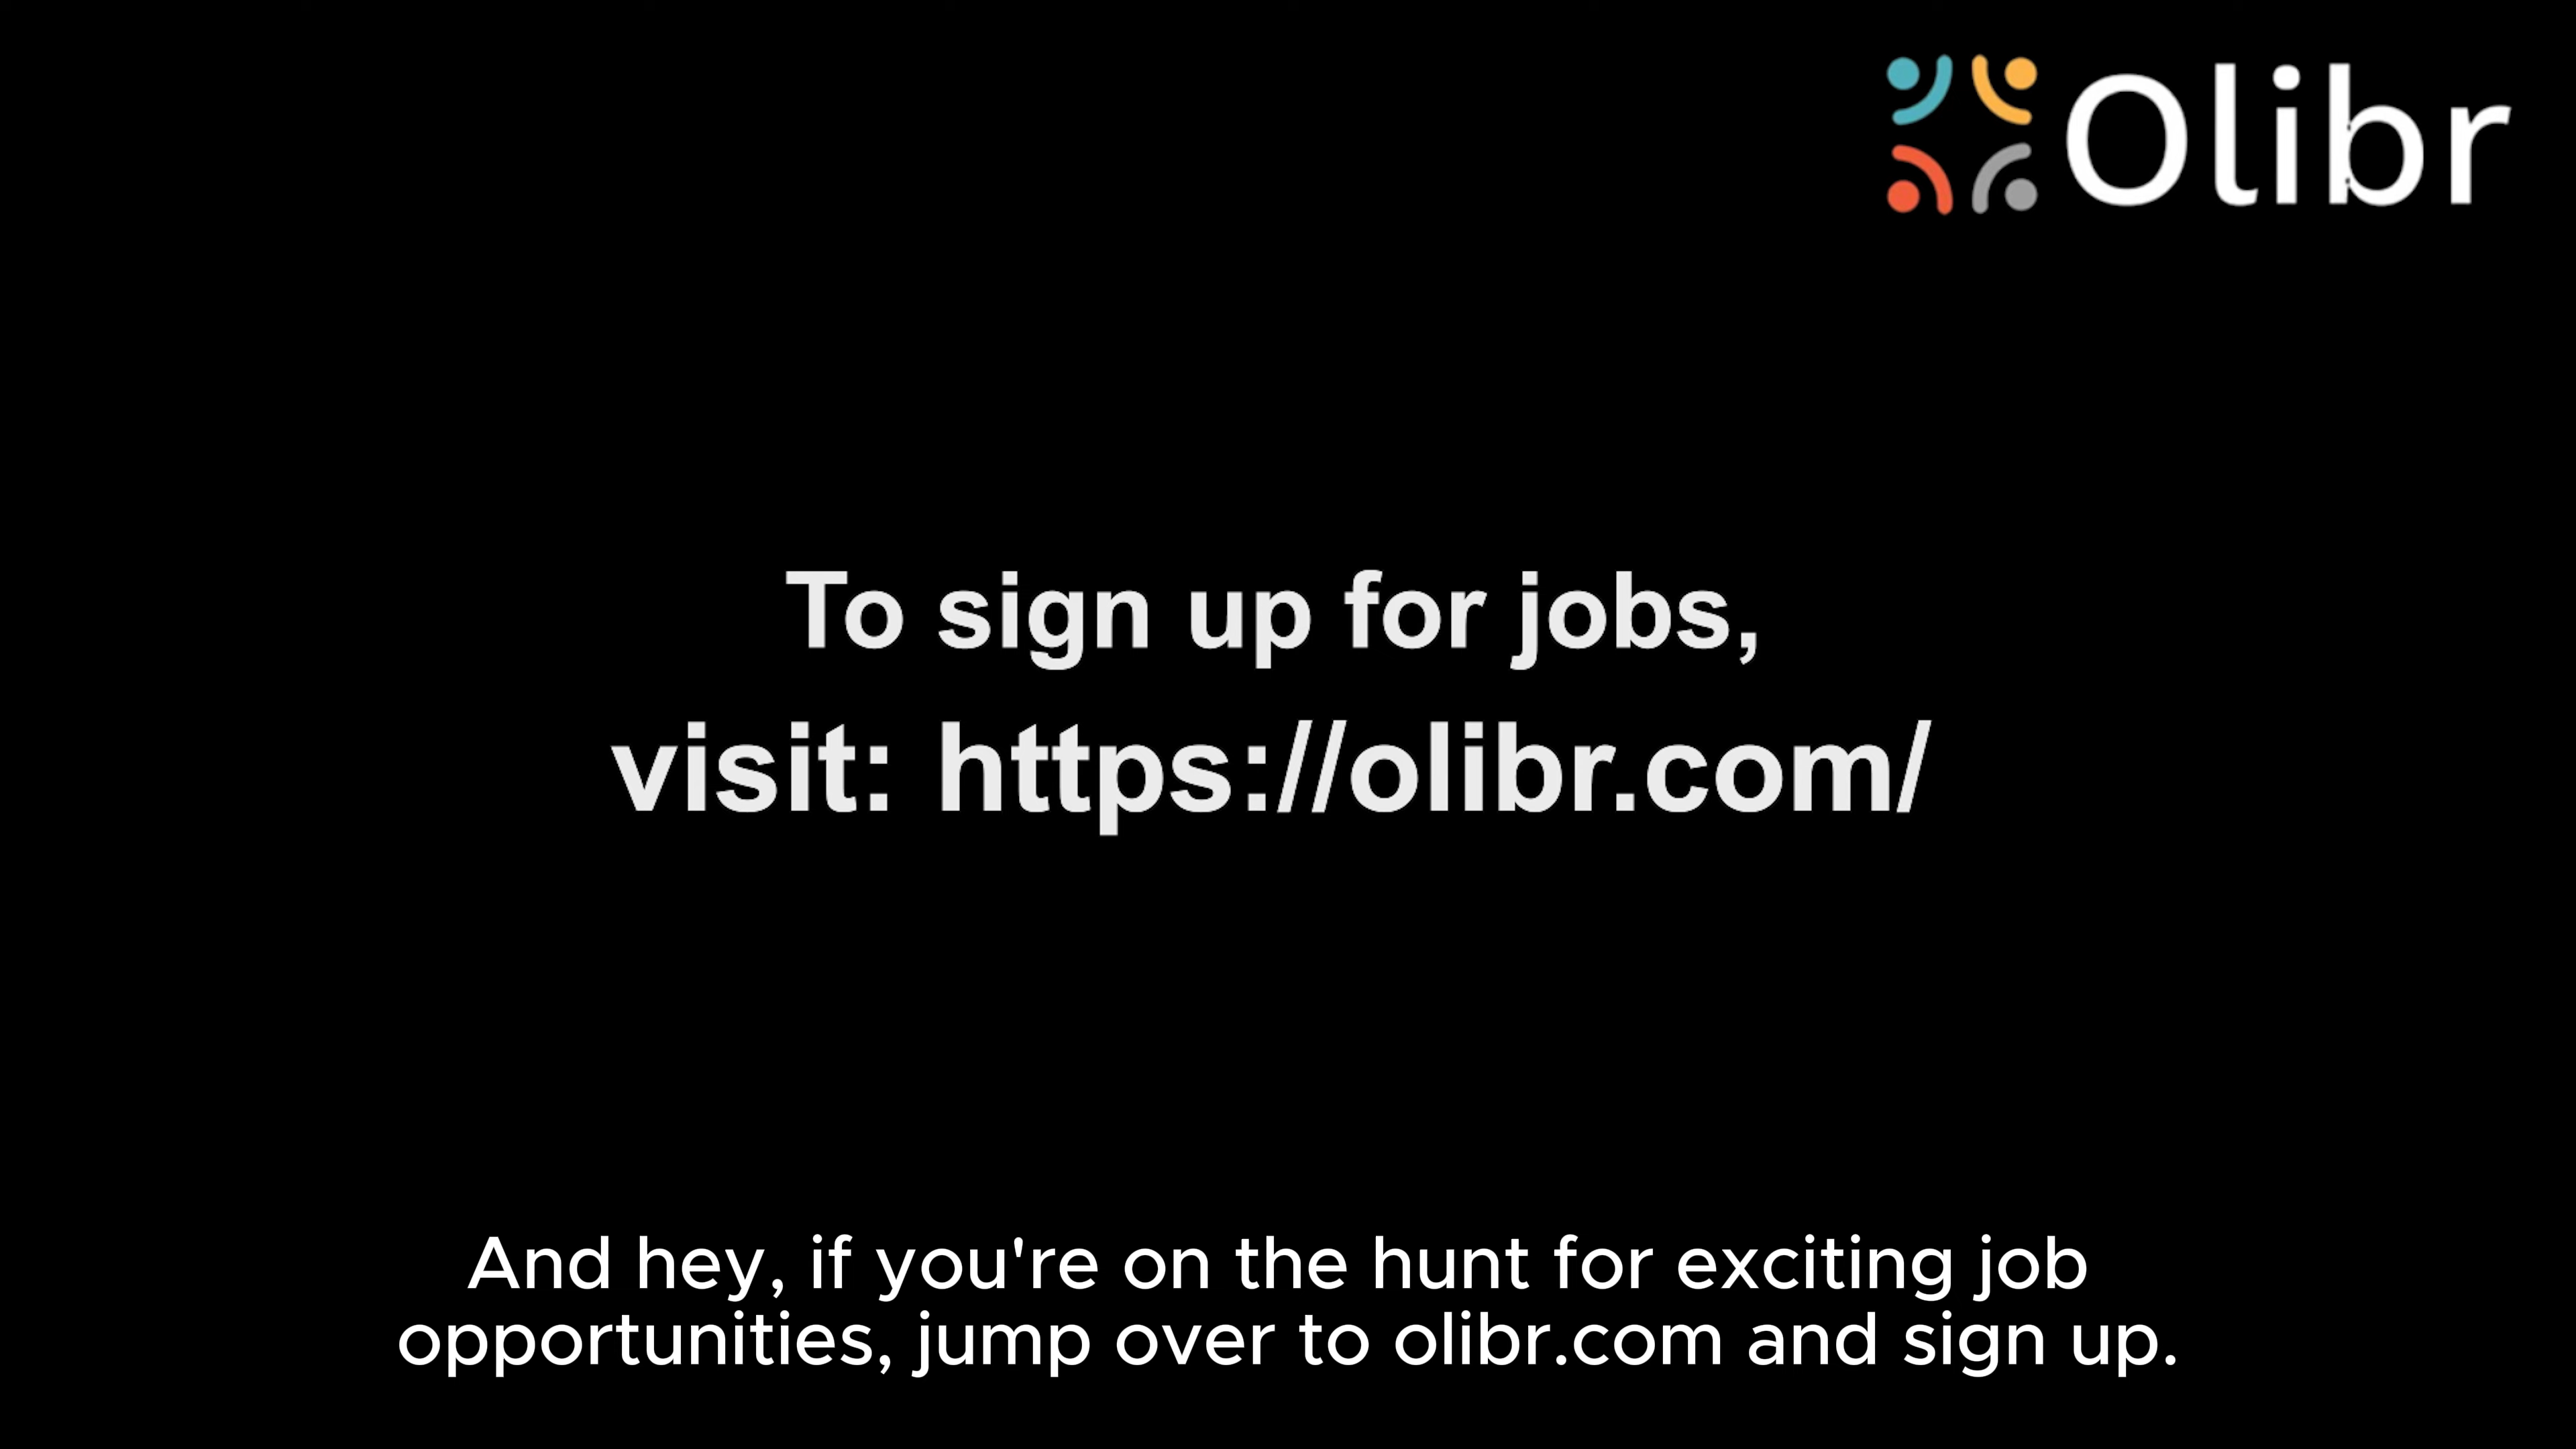 Olibr
To sign up for jobs,
visit: https://olibr.com/
And hey, if you're on the hunt for exciting job
opportunities, jump over to olibr.com and sign up.